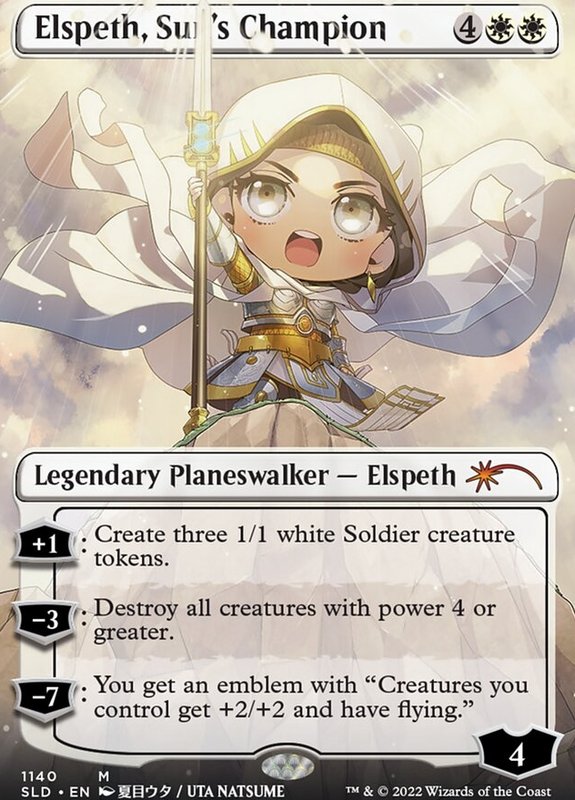 Elspeth, Sun's Champion 4
Legendary Planeswalker — Elspeth
+1 : Create three 1/1 white Soldier creature
tokens.
−3 : Destroy all creatures with power 4 or
greater.
−7 : You get an emblem with “Creatures you
control get +2/+2 and have flying.”
4
1140 M
SLD • EN 夏目ウタ / UTA NATSUME
™ & © 2022 Wizards of the Coast